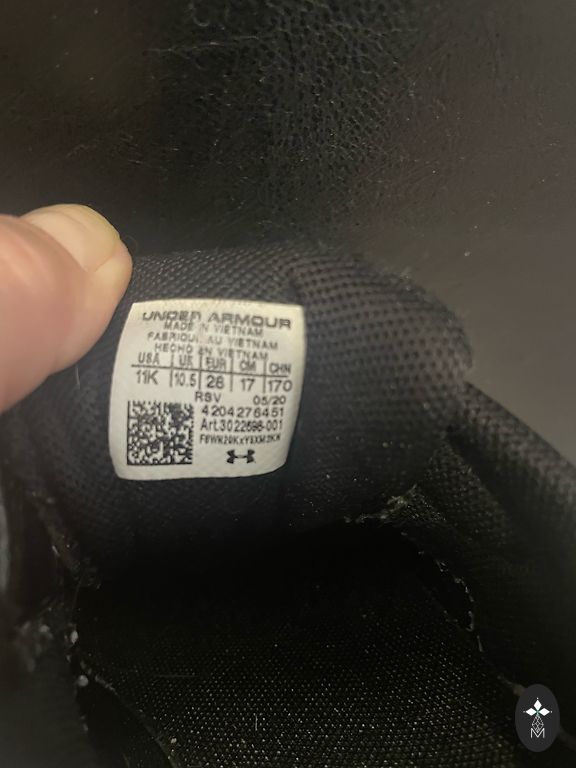 UNDER ARMOUR
MADE IN VIETNAM
FABRIQUÉ AU VIETNAM
HECHO EN VIETNAM
USA UK EUR CM CHN
11K 10.5 28 17 170
RSV 05/20
4204276451
Art.3022698-001
M